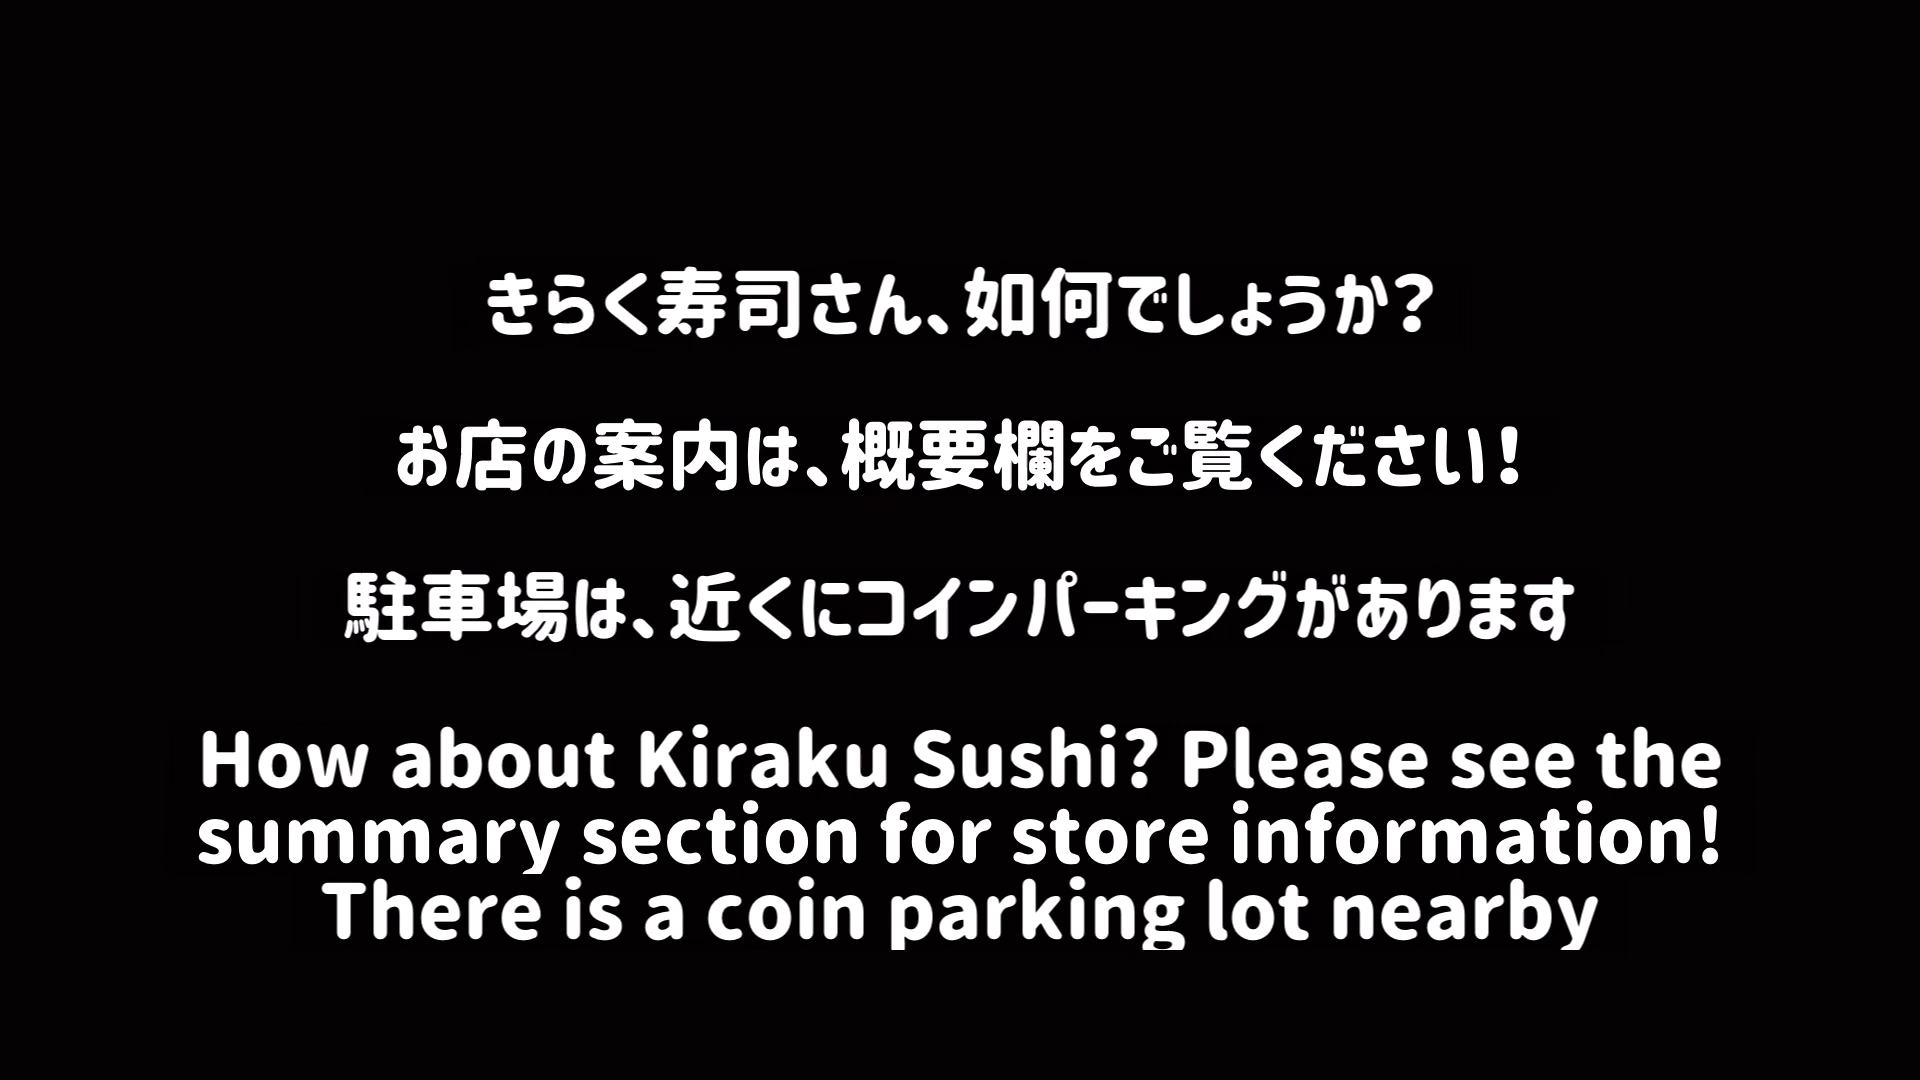 きらく寿司さん、如何でしょうか?
お店の案内は、概要欄をご覧ください!
駐車場は、近くにコインパーキングがあります
How about Kiraku Sushi? Please see the
summary section for store information!
There is a coin parking lot nearby